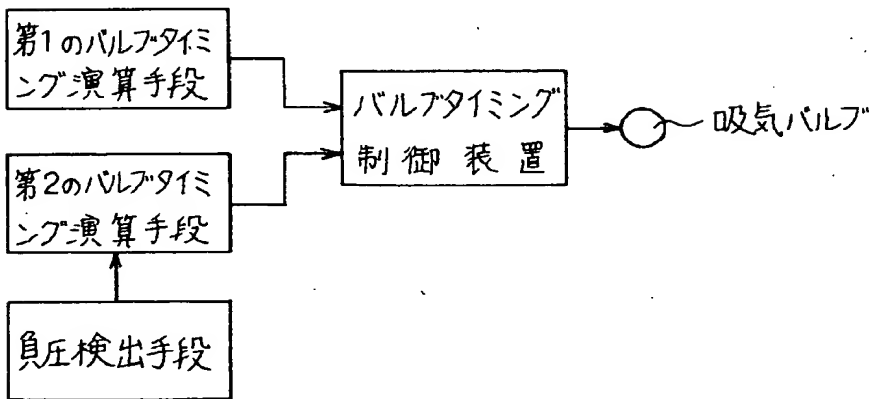 第1のバルブタイミ
ング演算手段
バルブタイミング
制御装置
吸気バルブ
第2のバルブタイミ
ング演算手段
負圧検出手段